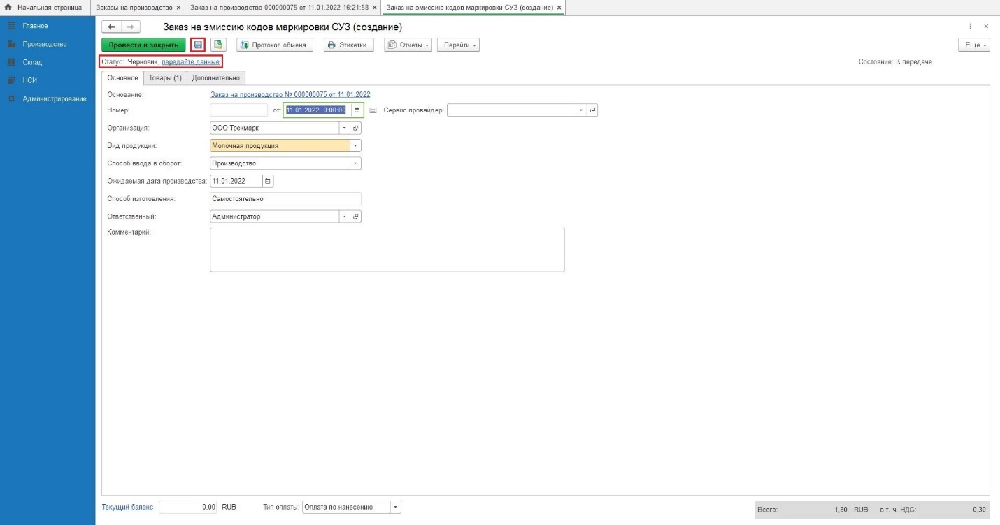 Начальная страница
Заказы на производство ×
Заказ на производство 000000075 от 11.01.2022 16:21:58 ×
Заказ на эмиссию кодов маркировки СУЗ (создание) ×
Главное
Производство
Склад
НСИ
Администрирование
Заказ на эмиссию кодов маркировки СУЗ (создание)
Провести и закрыть
Протокол обмена
Этикетки
Отчеты
Перейти
Еще
Статус: Черновик, передайте данные
Состояние: К передаче
Основное
Товары (1)
Дополнительно
Основание: Заказ на производство № 000000075 от 11.01.2022
Номер: от: 11.01.2022 0:00:00 Сервис провайдер:
Организация: ООО Трекмарк
Вид продукции: Молочная продукция
Способ ввода в оборот: Производство
Ожидаемая дата производства: 11.01.2022
Способ изготовления: Самостоятельно
Ответственный: Администратор
Комментарий:
Текущий баланс 0,00 RUB Тип оплаты: Оплата по нанесению
Всего: 1,80 RUB в т. ч. НДС: 0,30